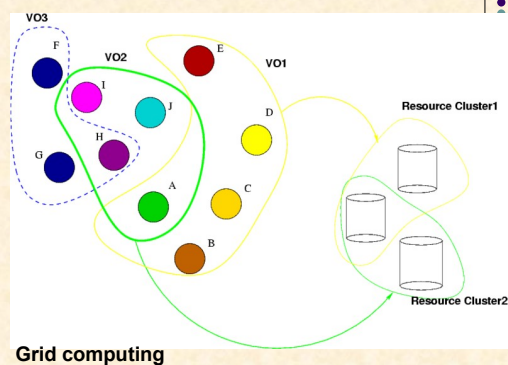 VO3
F
VO2
E
VO1
I
J
D
Resource Cluster1
H
G
A
C
B
Resource Cluster2
Grid computing